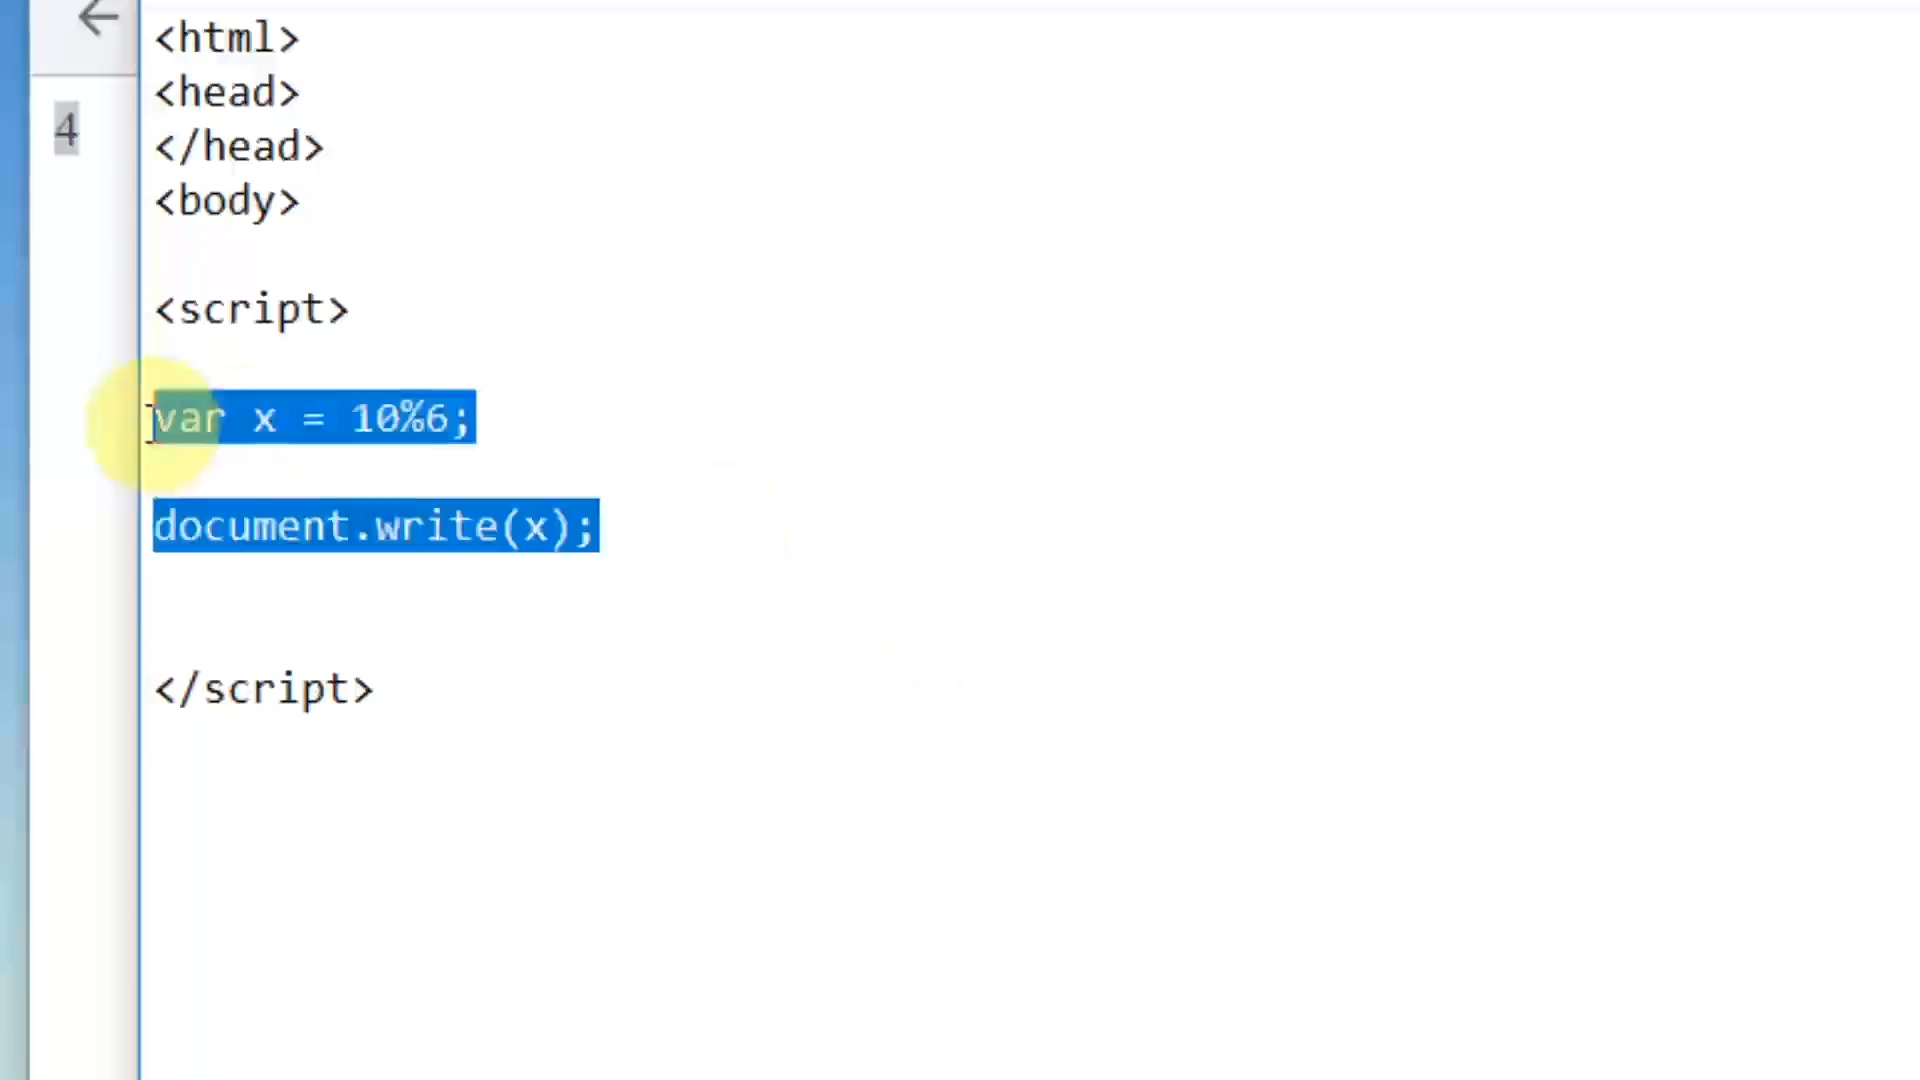 <html>
<head>
4
</head>
<body>
<script>
var x = 10%6;
document.write(x);
</script>